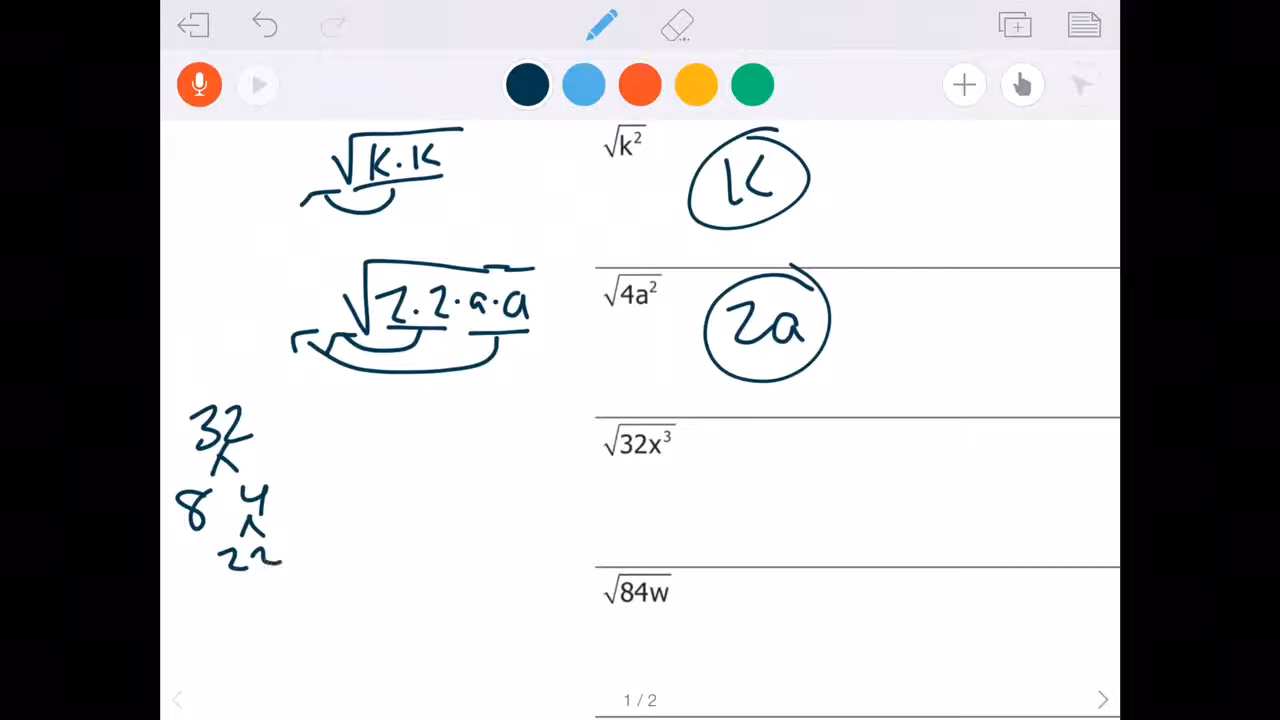 √k·k
√k²
k
√2·2·a·a
√4a²
2a
32
8 4
2 2
√32x³
√84w
1 / 2